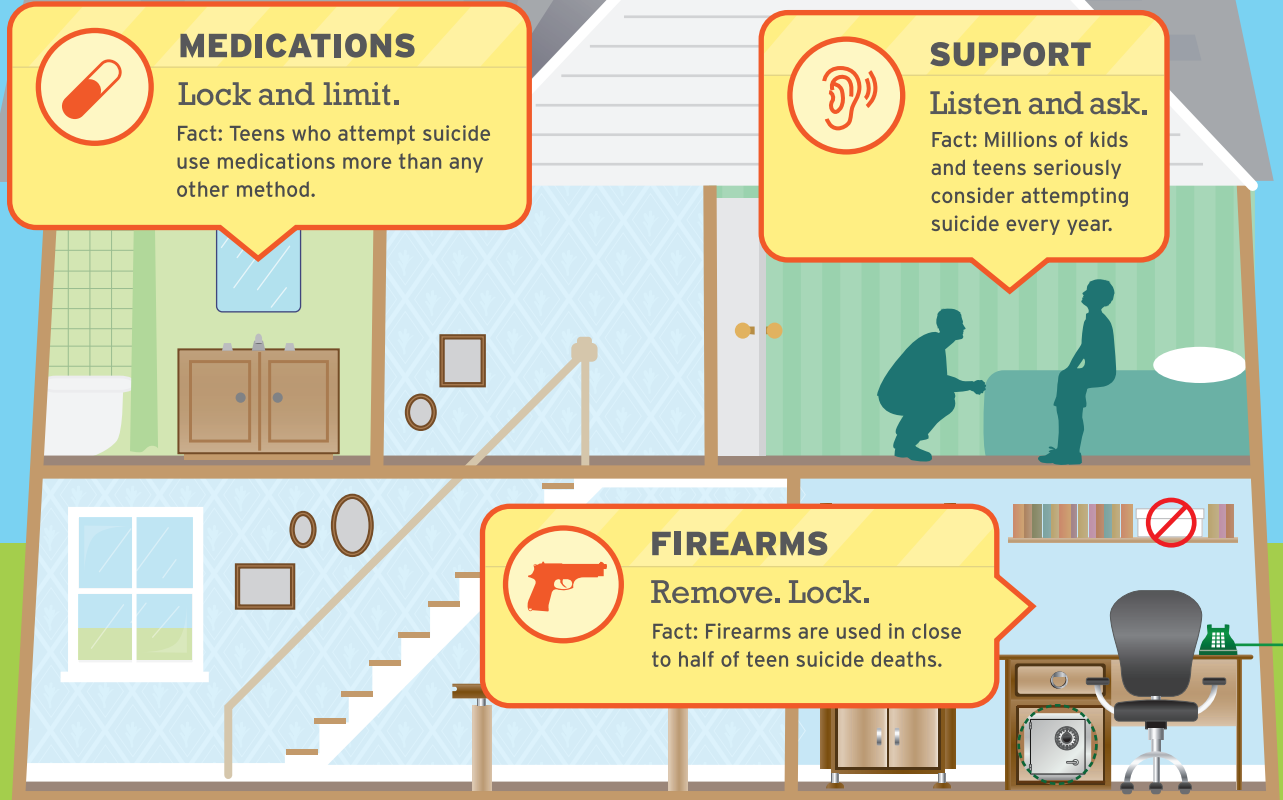 MEDICATIONS
Lock and limit.
Fact: Teens who attempt suicide
use medications more than any
other method.
SUPPORT
Listen and ask.
Fact: Millions of kids
and teens seriously
consider attempting
suicide every year.
FIREARMS
Remove. Lock.
Fact: Firearms are used in close
to half of teen suicide deaths.